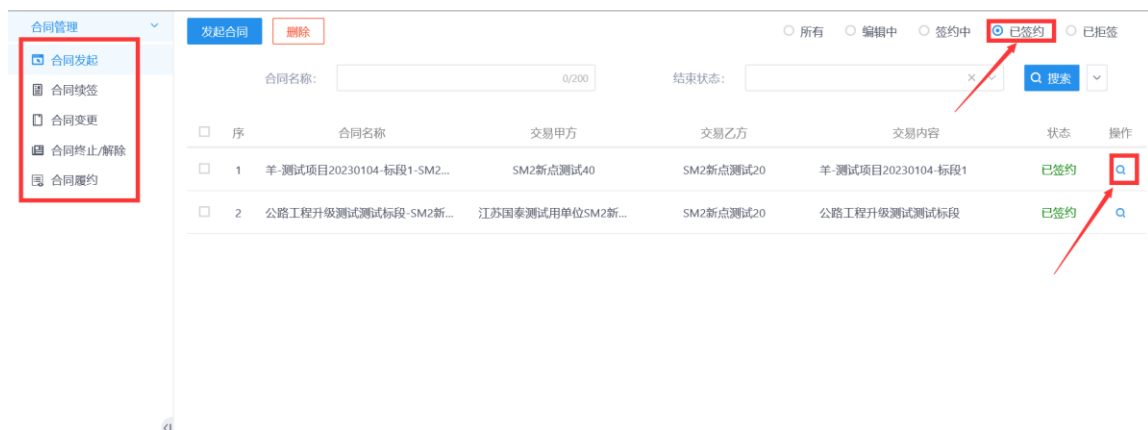 合同管理
合同发起
合同续签
合同变更
合同终止/解除
合同履约
发起合同 删除 所有 编辑中 签约中 已签约 已拒签
合同名称: 0/200 结束状态: 搜索
序 合同名称 交易甲方 交易乙方 交易内容 状态 操作
1 羊-测试项目20230104-标段1-SM2... SM2新点测试40 SM2新点测试20 羊-测试项目20230104-标段1 已签约
2 公路工程升级测试测试标段-SM2新... 江苏国泰测试用单位SM2新... SM2新点测试20 公路工程升级测试测试标段 已签约